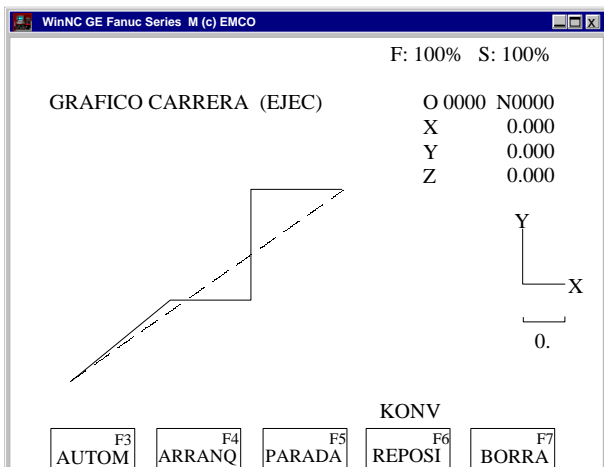 WinNC GE Fanuc Series M (c) EMCO
F: 100% S: 100%
GRAFICO CARRERA (EJEC)
O 0000 N0000
X 0.000
Y 0.000
Z 0.000
Y
X
0.
KONV
F3 F4 F5 F6 F7
AUTOM ARRANQ PARADA REPOSI BORRA